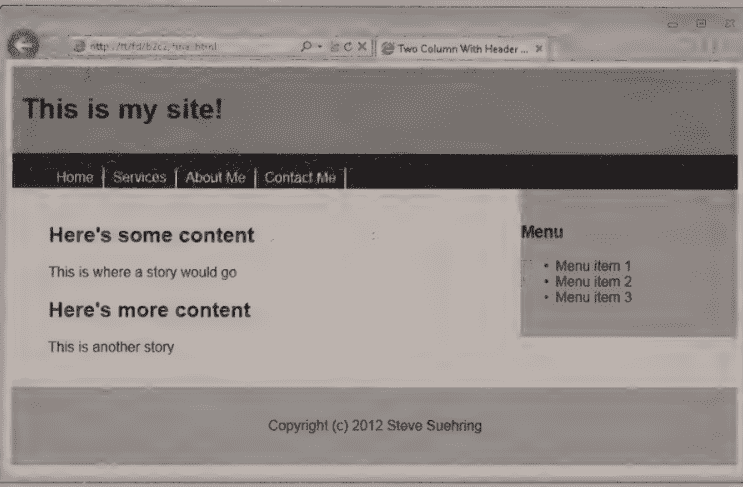 Two Column With Header ...
This is my site!
Home
Services
About Me
Contact Me
Here's some content
This is where a story would go
Here's more content
This is another story
Menu
• Menu item 1
• Menu item 2
• Menu item 3
Copyright (c) 2012 Steve Suehring